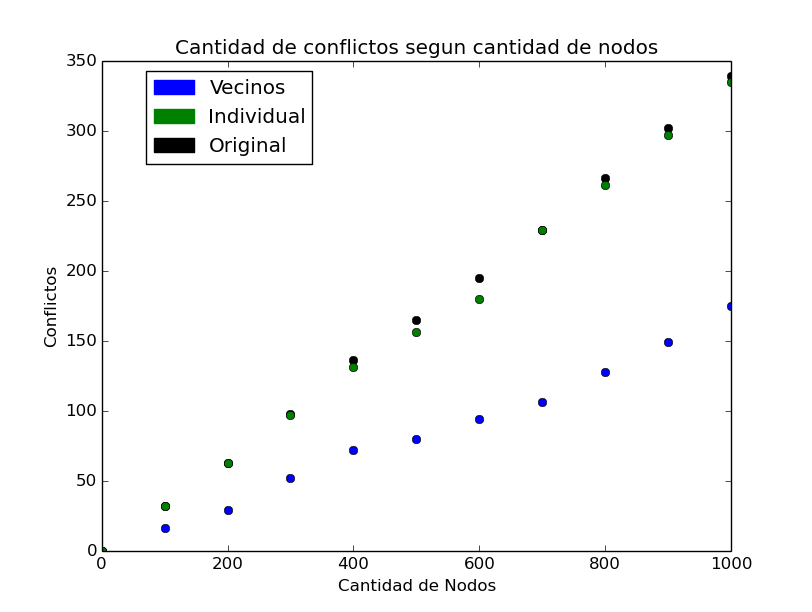 Cantidad de conflictos segun cantidad de nodos
350
300
250
200
150
100
50
0
Conflictos
Vecinos
Individual
Original
0 200 400 600 800 1000
Cantidad de Nodos